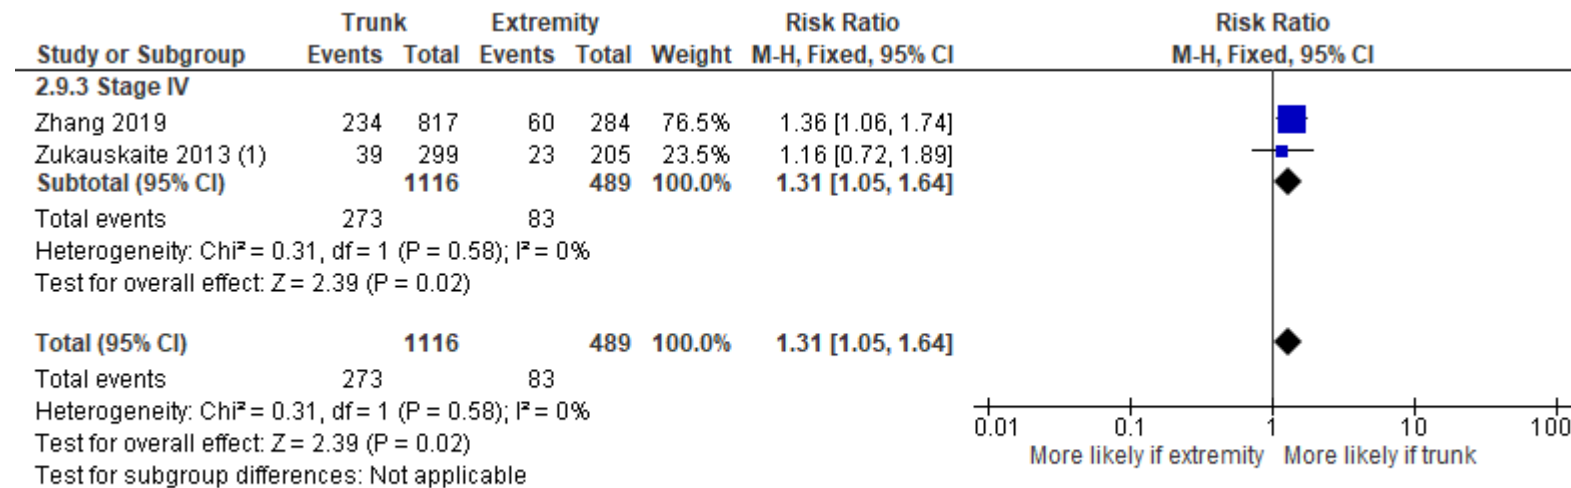 Trunk Extremity Risk Ratio Risk Ratio
Study or Subgroup Events Total Events Total Weight M-H, Fixed, 95% CI M-H, Fixed, 95% CI
2.9.3 Stage IV
Zhang 2019 234 817 60 284 76.5% 1.36 [1.06, 1.74]
Zukauskaite 2013 (1) 39 299 23 205 23.5% 1.16 [0.72, 1.89]
Subtotal (95% CI) 1116 489 100.0% 1.31 [1.05, 1.64]
Total events 273 83
Heterogeneity: Chi² = 0.31, df = 1 (P = 0.58); I² = 0%
Test for overall effect: Z = 2.39 (P = 0.02)
Total (95% CI) 1116 489 100.0% 1.31 [1.05, 1.64]
Total events 273 83
Heterogeneity: Chi² = 0.31, df = 1 (P = 0.58); I² = 0%
Test for overall effect: Z = 2.39 (P = 0.02)
Test for subgroup differences: Not applicable
0.01 0.1 1 10 100
More likely if extremity More likely if trunk